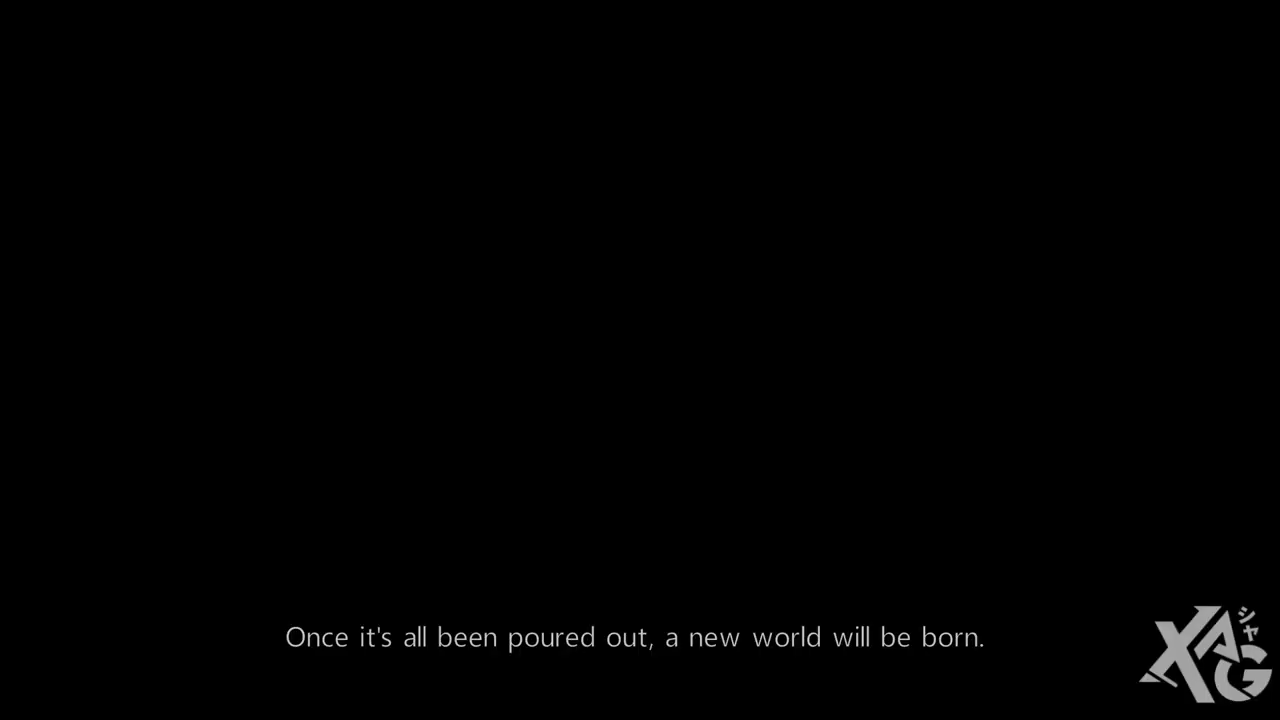 Once it's all been poured out, a new world will be born.
シャ
XAG